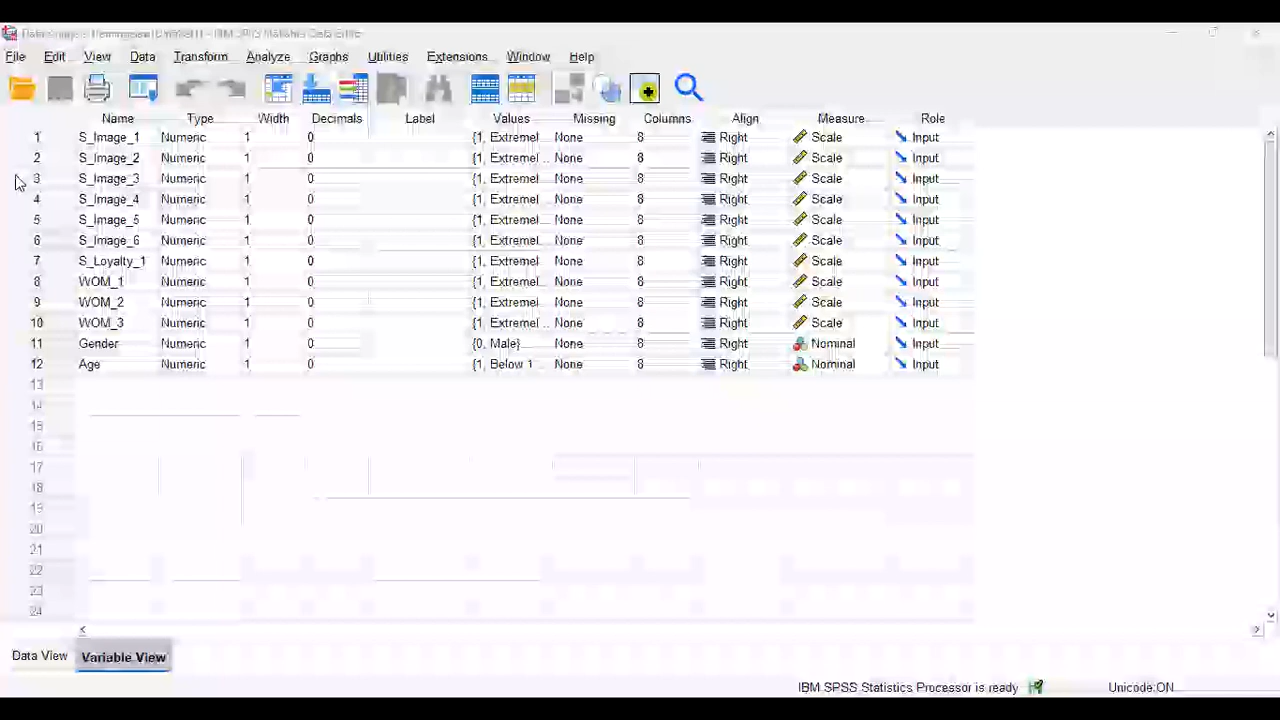 IBM SPSS Statistics Data Editor
File Edit View Data Transform Analyze Graphs Utilities Extensions Window Help
Name Type Width Decimals Label Values Missing Columns Align Measure Role
1 S_Image_1 Numeric 1 0 {1, Extremel... None 8 Right Scale Input
2 S_Image_2 Numeric 1 0 {1, Extremel... None 8 Right Scale Input
3 S_Image_3 Numeric 1 0 {1, Extremel... None 8 Right Scale Input
4 S_Image_4 Numeric 1 0 {1, Extremel... None 8 Right Scale Input
5 S_Image_5 Numeric 1 0 {1, Extremel... None 8 Right Scale Input
6 S_Image_6 Numeric 1 0 {1, Extremel... None 8 Right Scale Input
7 S_Loyalty_1 Numeric 1 0 {1, Extremel... None 8 Right Scale Input
8 WOM_1 Numeric 1 0 {1, Extremel... None 8 Right Scale Input
9 WOM_2 Numeric 1 0 {1, Extremel... None 8 Right Scale Input
10 WOM_3 Numeric 1 0 {1, Extremel... None 8 Right Scale Input
11 Gender Numeric 1 0 {0, Male}... None 8 Right Nominal Input
12 Age Numeric 1 0 {1, Below 1... None 8 Right Nominal Input
13
14
15
16
17
18
19
20
21
22
23
24
Data View Variable View
IBM SPSS Statistics Processor is ready Unicode:ON